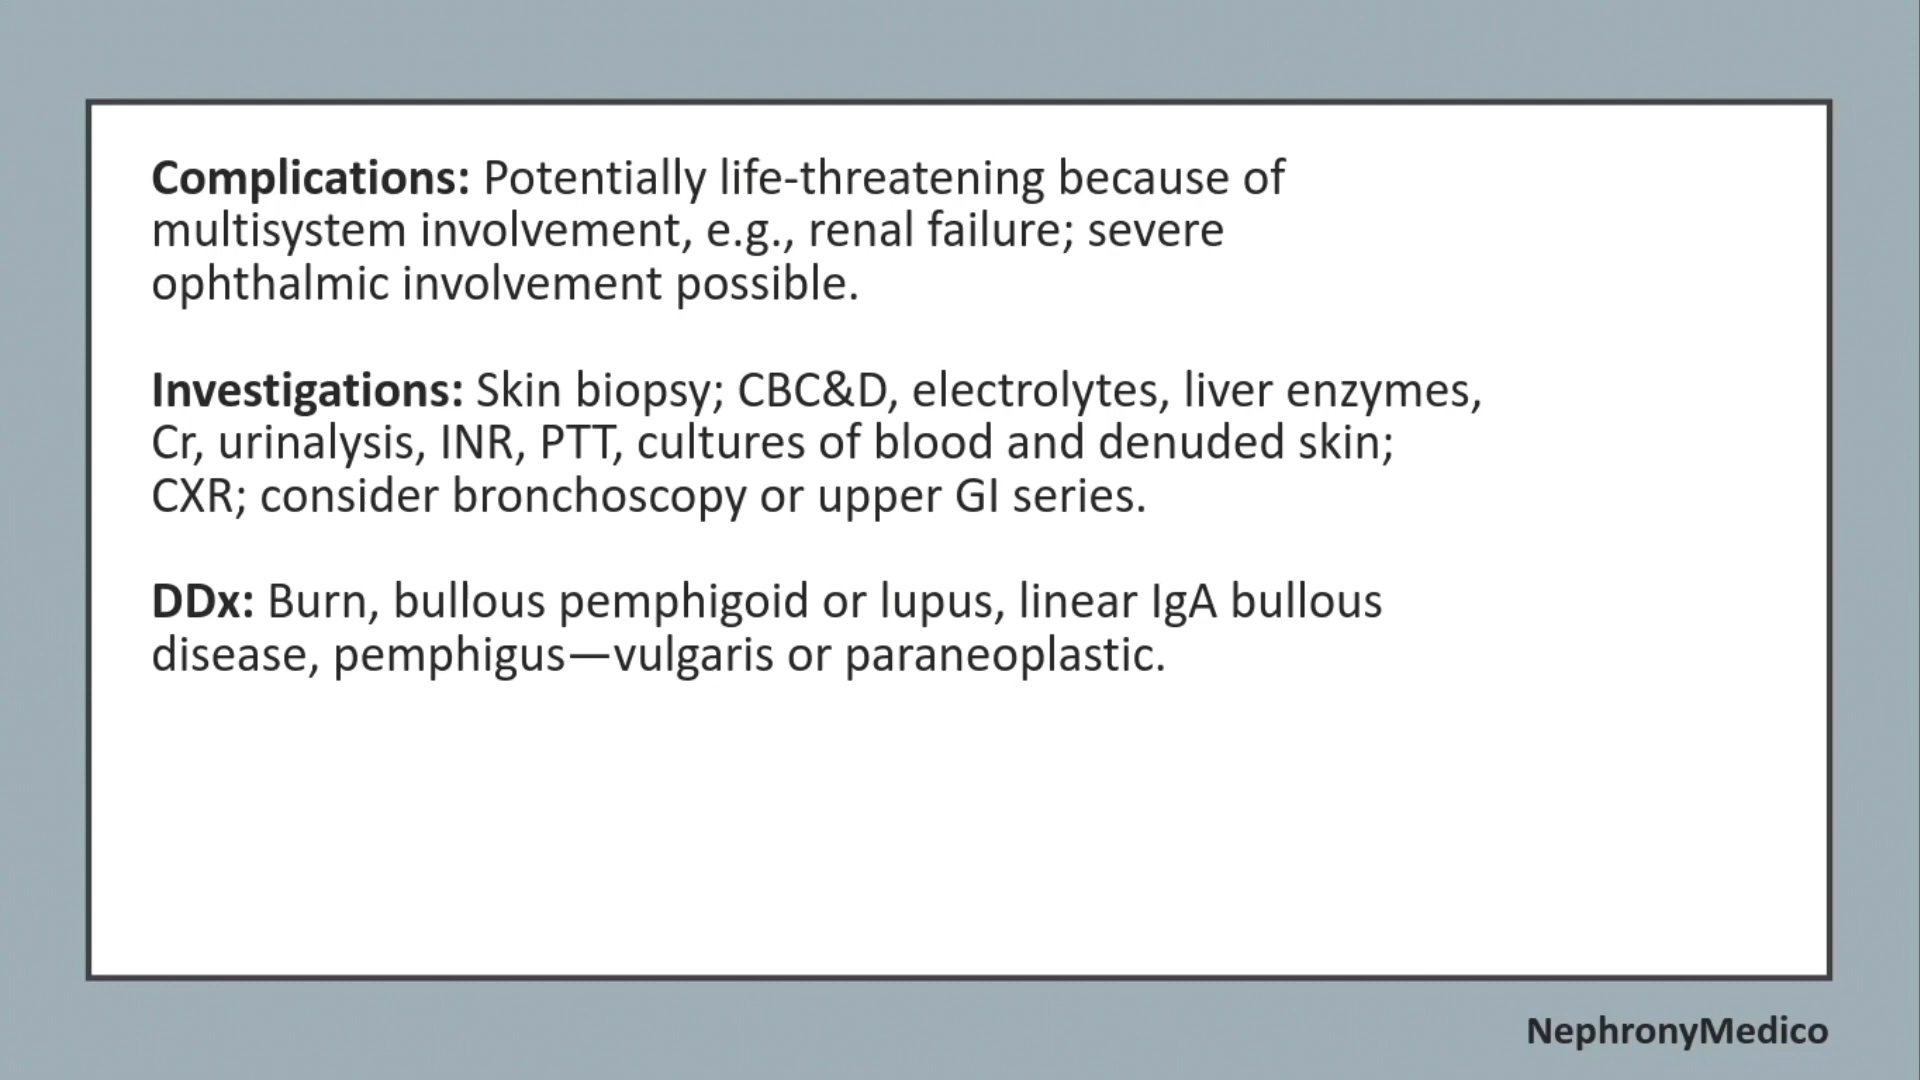 Complications: Potentially life-threatening because of
multisystem involvement, e.g., renal failure; severe
ophthalmic involvement possible.
Investigations: Skin biopsy; CBC&D, electrolytes, liver enzymes,
Cr, urinalysis, INR, PTT, cultures of blood and denuded skin;
CXR; consider bronchoscopy or upper GI series.
DDx: Burn, bullous pemphigoid or lupus, linear IgA bullous
disease, pemphigus—vulgaris or paraneoplastic.
NephronyMedico